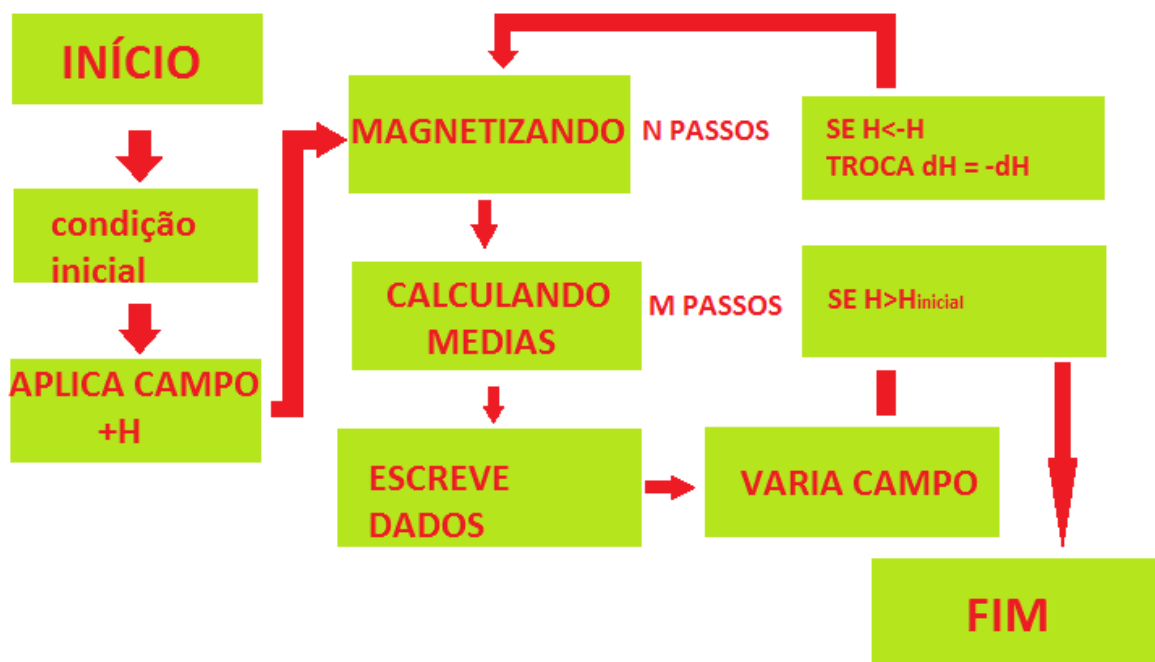 INÍCIO
condição
inicial
APLICA CAMPO
+H
MAGNETIZANDO
N PASSOS
CALCULANDO
MEDIAS
M PASSOS
ESCREVE
DADOS
VARIA CAMPO
SE H>Hinicial
SE H<-H
TROCA dH = -dH
FIM